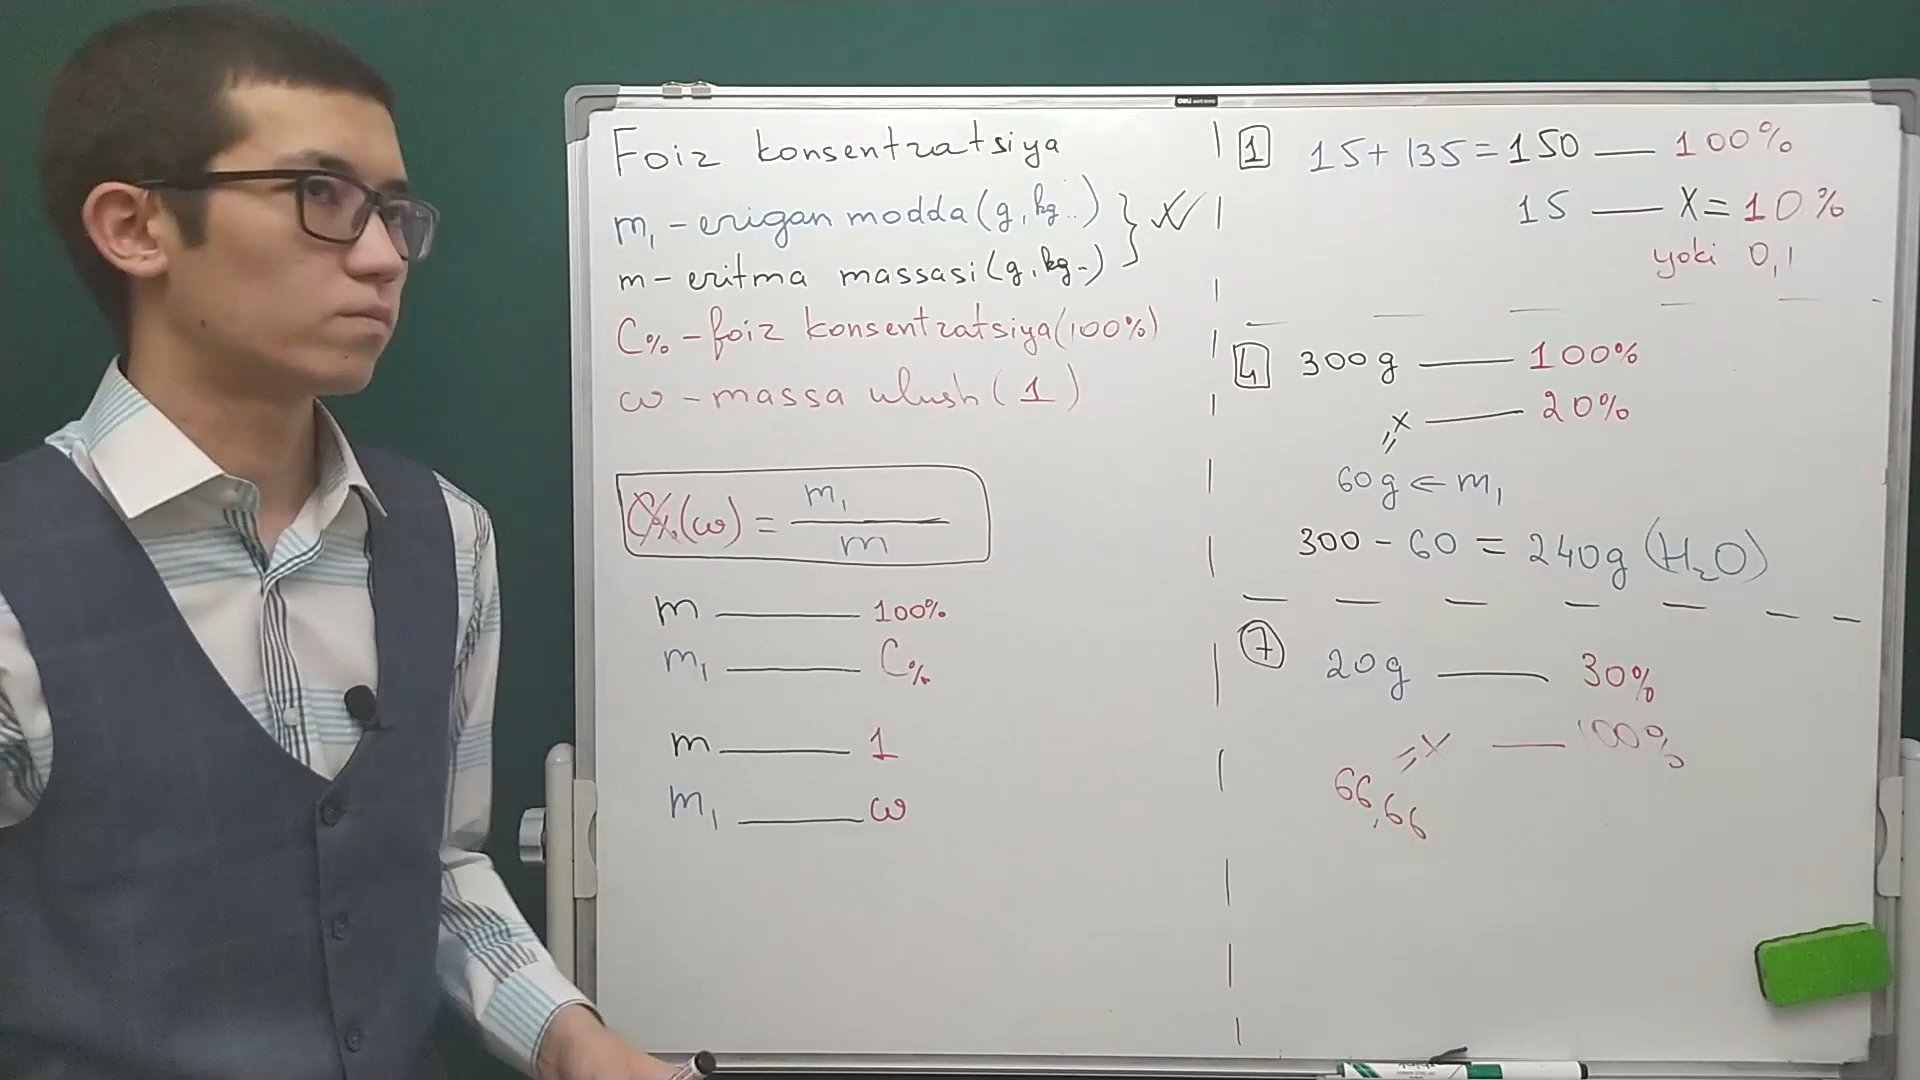 Foiz konsentratsiya
m₁ - erigan modda (g, kg..)
m - eritma massasi (g, kg-)
C% - foiz konsentratsiya (100%)
ω - massa ulush (1)
C%(ω) = m₁ / m
m — 100%
m₁ — C%
m — 1
m₁ — ω
1 15 + 135 = 150 — 100%
15 — X = 10%
yoki 0,1
4 300g — 100%
x — 20%
=
60g ⇐ m₁
300 - 60 = 240g (H₂O)
7 20g — 30%
= X — 100%
66,66
deli